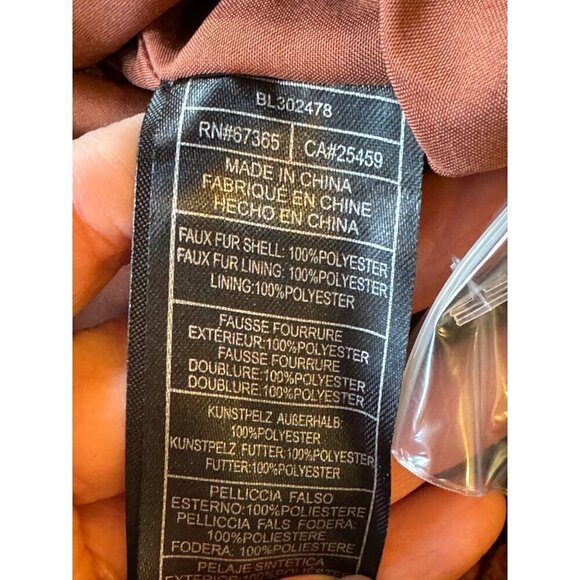 BL302478
RN#67365 CA#25459
MADE IN CHINA
FABRIQUÉ EN CHINE
HECHO EN CHINA
FAUX FUR SHELL: 100%POLYESTER
FAUX FUR LINING: 100%POLYESTER
LINING:100%POLYESTER
FAUSSE FOURRURE
EXTÉRIEUR:100%POLYESTER
FAUSSE FOURRURE
DOUBLURE: 100%POLYESTER
DOUBLURE: 100%POLYESTER
KUNSTPELZ AUßERHALB:
100%POLYESTER
KUNSTPELZ FUTTER:100%POLYESTER
FUTTER:100%POLYESTER
PELLICCIA FALSO
ESTERNO:100%POLIESTERE
PELLICCIA FALS FODERA:
100%POLIESTERE
FODERA: 100%POLIESTERE
PELAJE SINTETICA